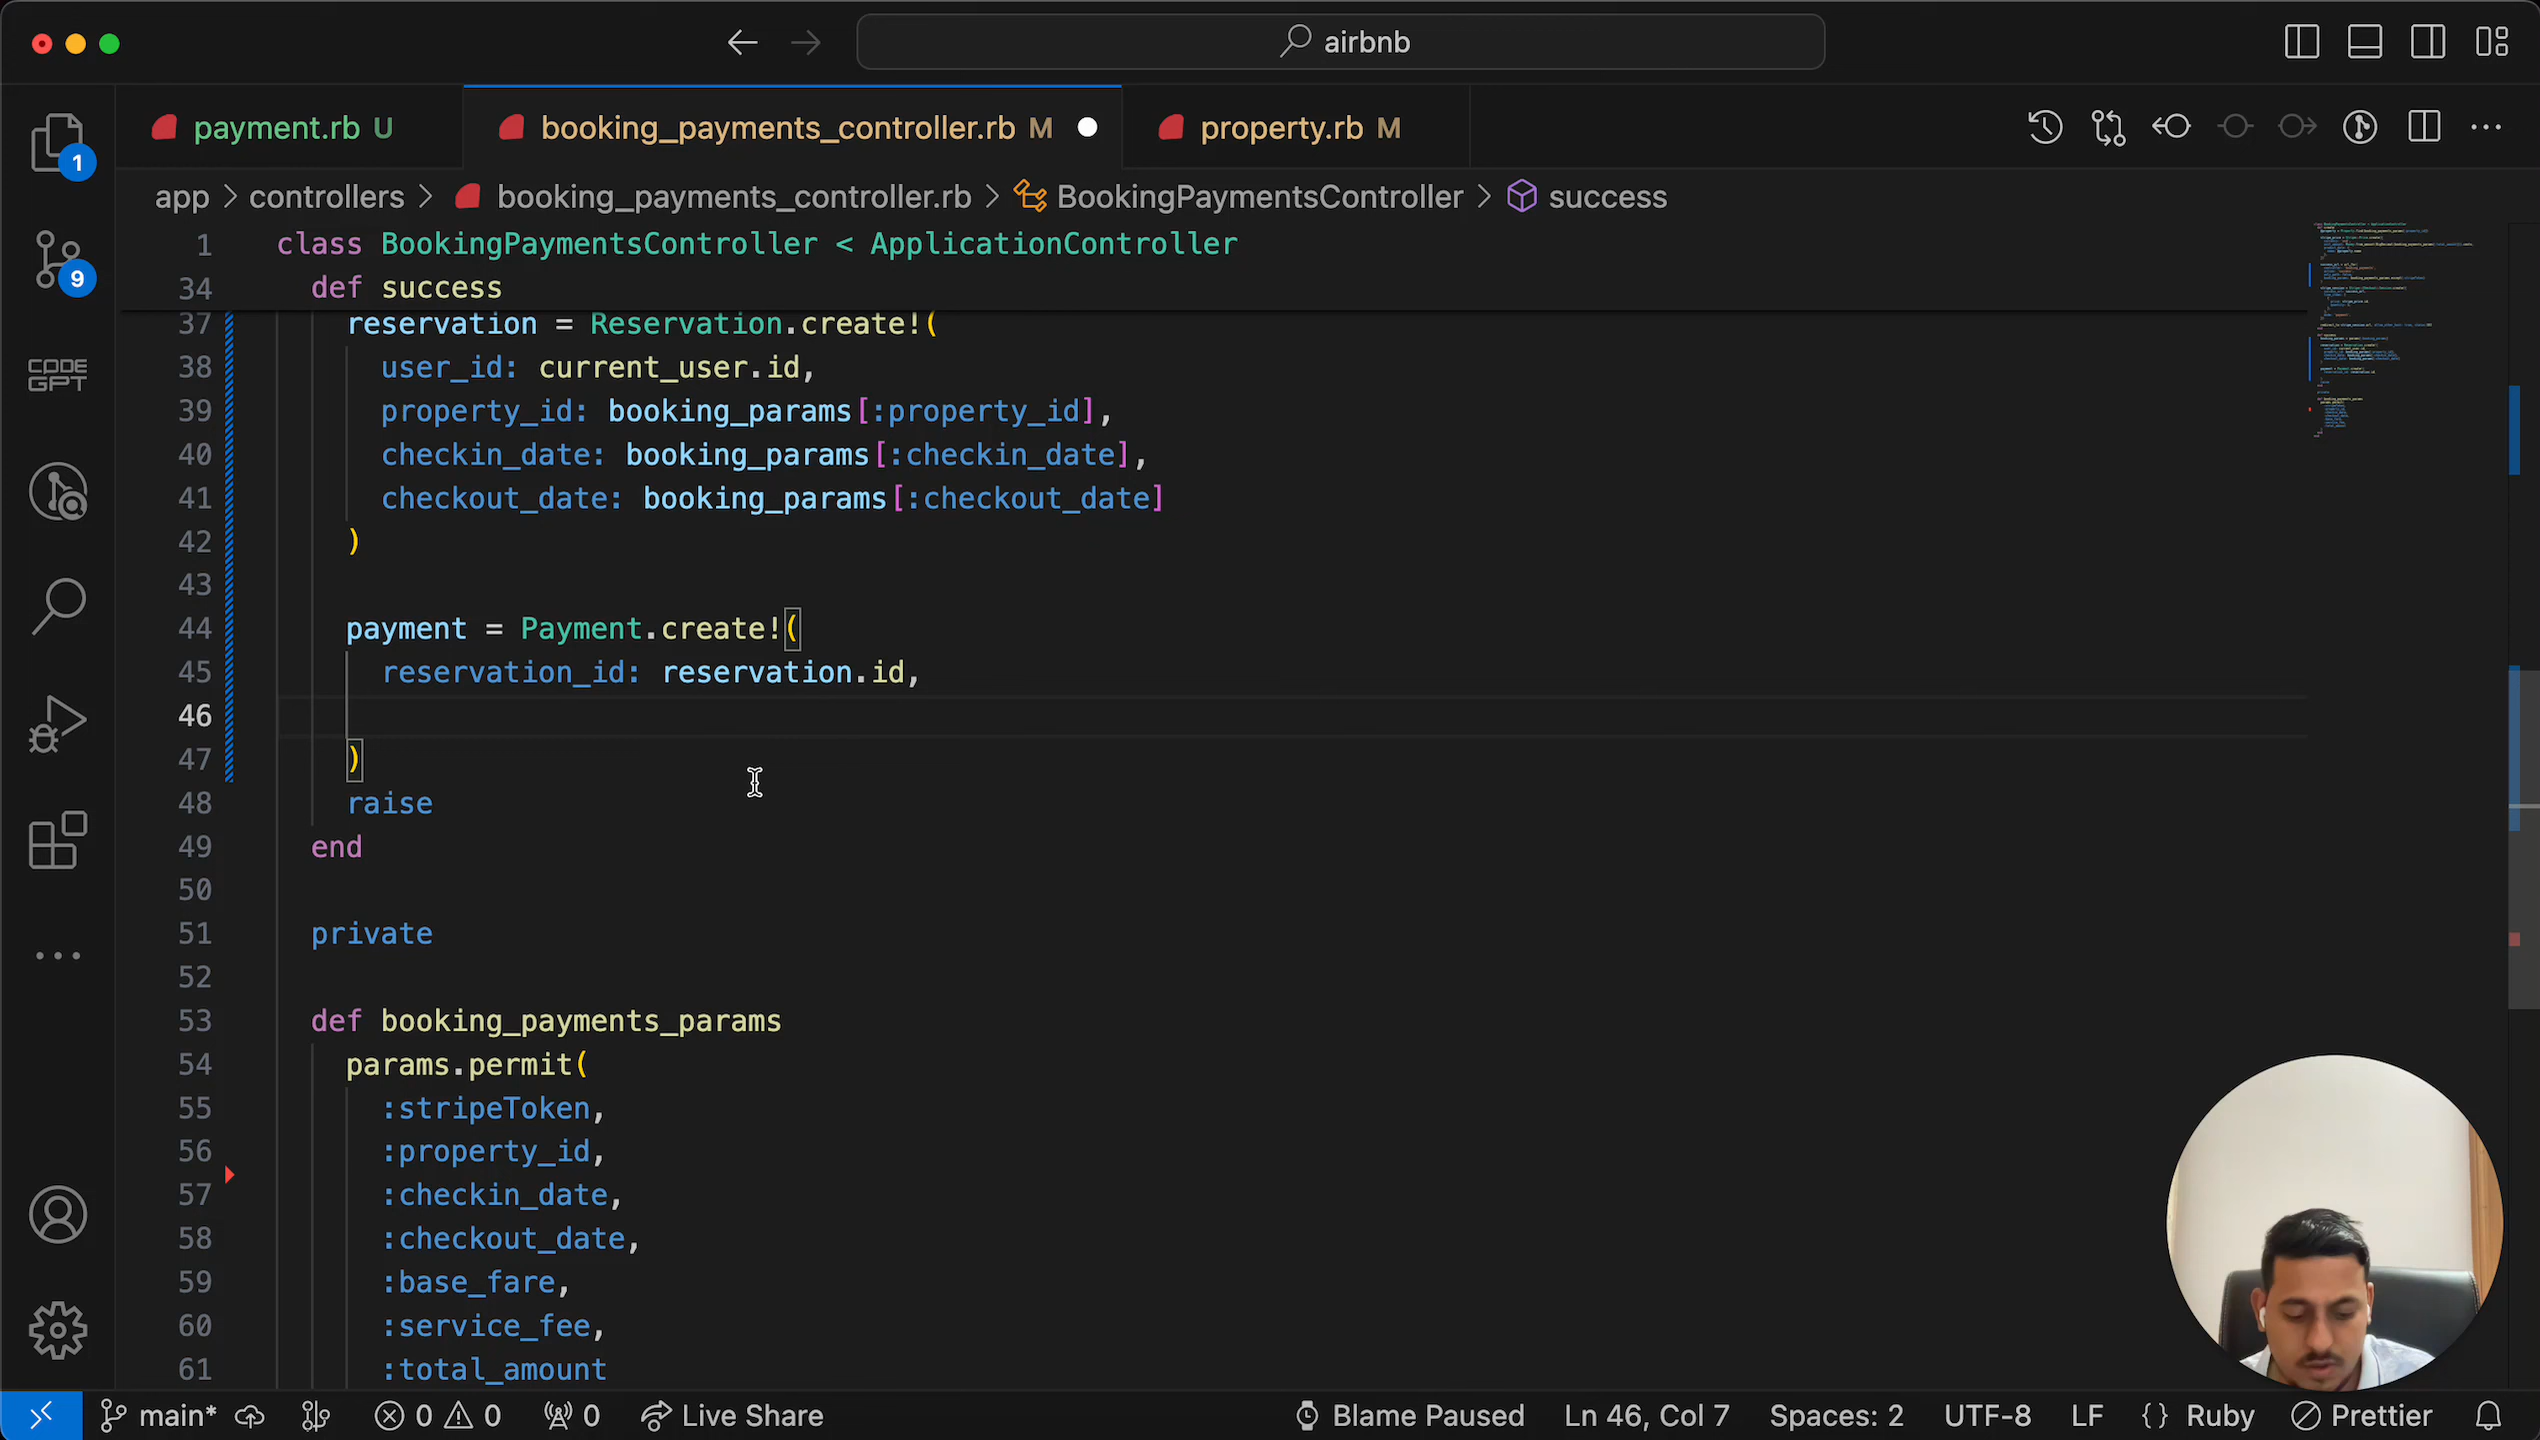 airbnb
payment.rb U
booking_payments_controller.rb M
property.rb M
app > controllers > booking_payments_controller.rb > BookingPaymentsController > success
1 class BookingPaymentsController < ApplicationController
34 def success
37 reservation = Reservation.create!(
38 user_id: current_user.id,
39 property_id: booking_params[:property_id],
40 checkin_date: booking_params[:checkin_date],
41 checkout_date: booking_params[:checkout_date]
42 )
43
44 payment = Payment.create!(
45 reservation_id: reservation.id,
46
47 )
48 raise
49 end
50
51 private
52
53 def booking_payments_params
54 params.permit(
55 :stripeToken,
56 :property_id,
57 :checkin_date,
58 :checkout_date,
59 :base_fare,
60 :service_fee,
61 :total_amount
1
9
CODE
GPT
main* 0 0 0 Live Share Blame Paused Ln 46, Col 7 Spaces: 2 UTF-8 LF {} Ruby Prettier